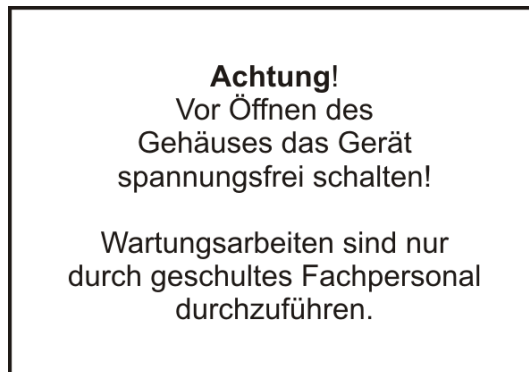 Achtung!
Vor Öffnen des
Gehäuses das Gerät
spannungsfrei schalten!
Wartungsarbeiten sind nur
durch geschultes Fachpersonal
durchzuführen.